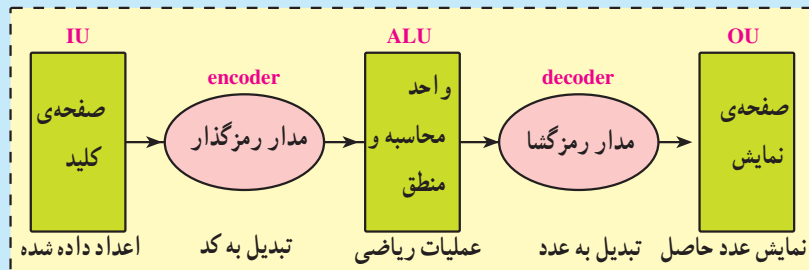 IU
encoder
ALU
decoder
OU
صفحه‌ی
کلید
مدار رمزگذار
واحد
محاسبه و
منطق
مدار رمزگشا
صفحه‌ی
نمایش
اعداد داده شده
تبدیل به کد
عملیات ریاضی
تبدیل به عدد
نمایش عدد حاصل